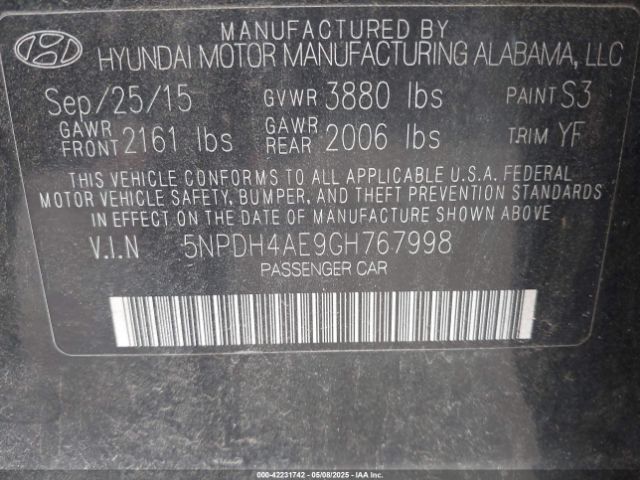 MANUFACTURED BY
HYUNDAI MOTOR MANUFACTURING ALABAMA, LLC
Sep/25/15 GVWR 3880 lbs PAINT S3
GAWR FRONT 2161 lbs GAWR REAR 2006 lbs TRIM YF
THIS VEHICLE CONFORMS TO ALL APPLICABLE U.S.A. FEDERAL
MOTOR VEHICLE SAFETY, BUMPER, AND THEFT PREVENTION STANDARDS
IN EFFECT ON THE DATE OF MANUFACTURE SHOWN ABOVE
V.I.N 5NPDH4AE9GH767998
PASSENGER CAR
000-42231742 - 05/08/2025 - IAA Inc.